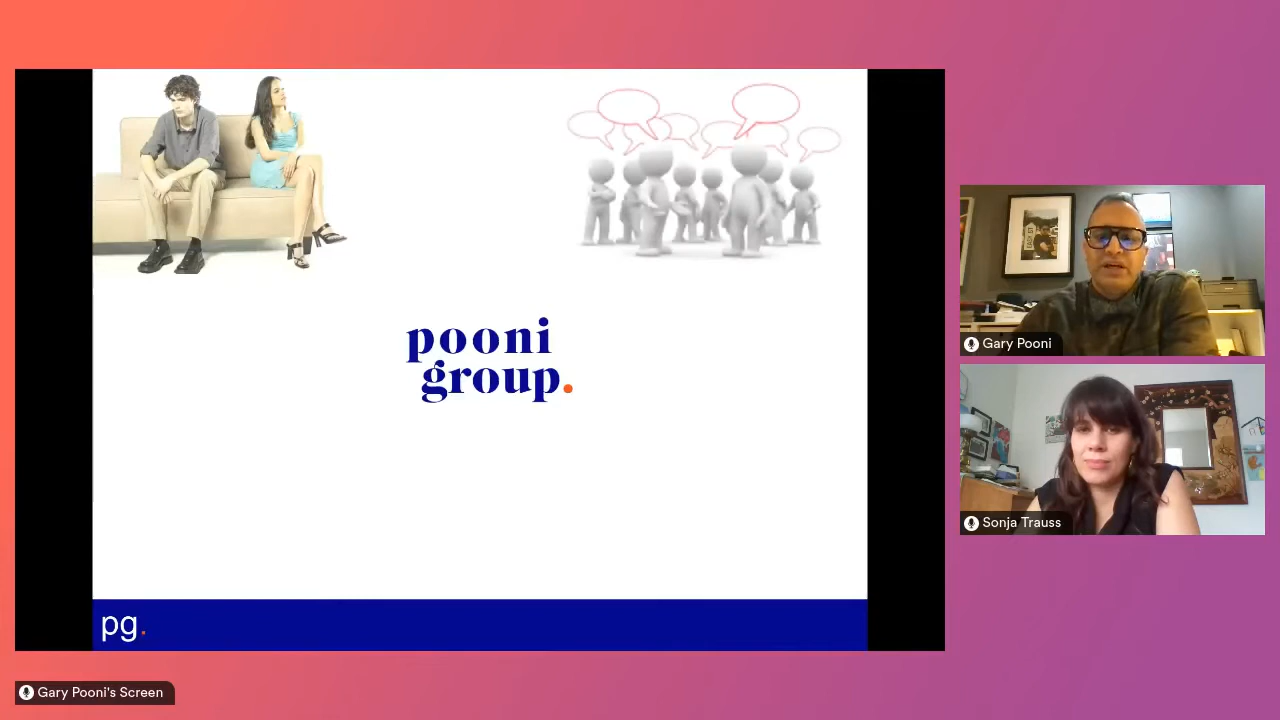 pooni
group.
pg.
Gary Pooni
Sonja Trauss
Gary Pooni's Screen